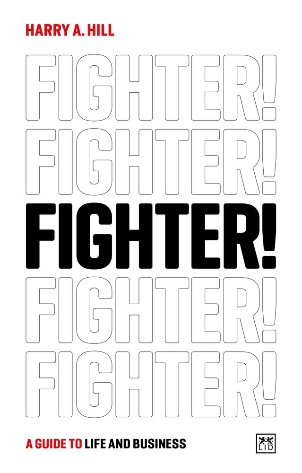 HARRY A. HILL
FIGHTER!
FIGHTER!
FIGHTER!
FIGHTER!
FIGHTER!
A GUIDE TO LIFE AND BUSINESS
LID